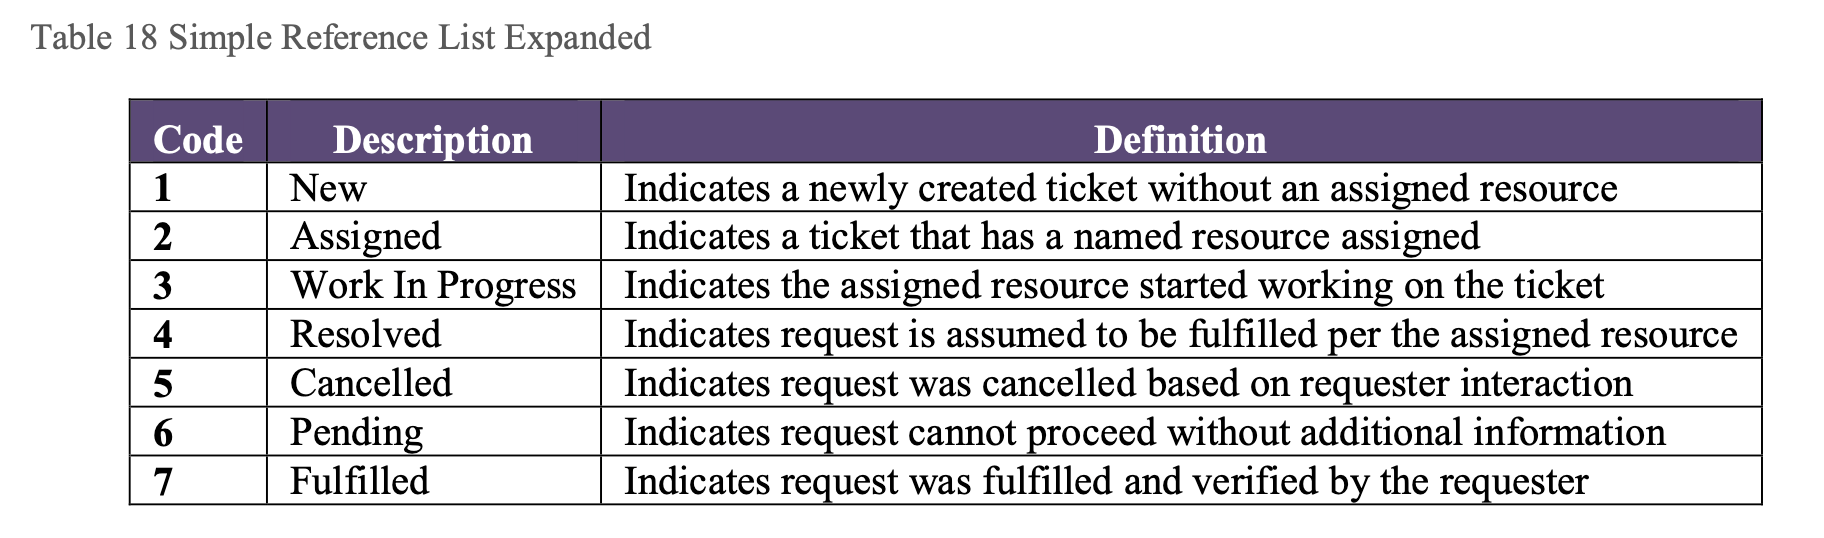 Table 18 Simple Reference List Expanded
Code Description Definition
1 New Indicates a newly created ticket without an assigned resource
2 Assigned Indicates a ticket that has a named resource assigned
3 Work In Progress Indicates the assigned resource started working on the ticket
4 Resolved Indicates request is assumed to be fulfilled per the assigned resource
5 Cancelled Indicates request was cancelled based on requester interaction
6 Pending Indicates request cannot proceed without additional information
7 Fulfilled Indicates request was fulfilled and verified by the requester